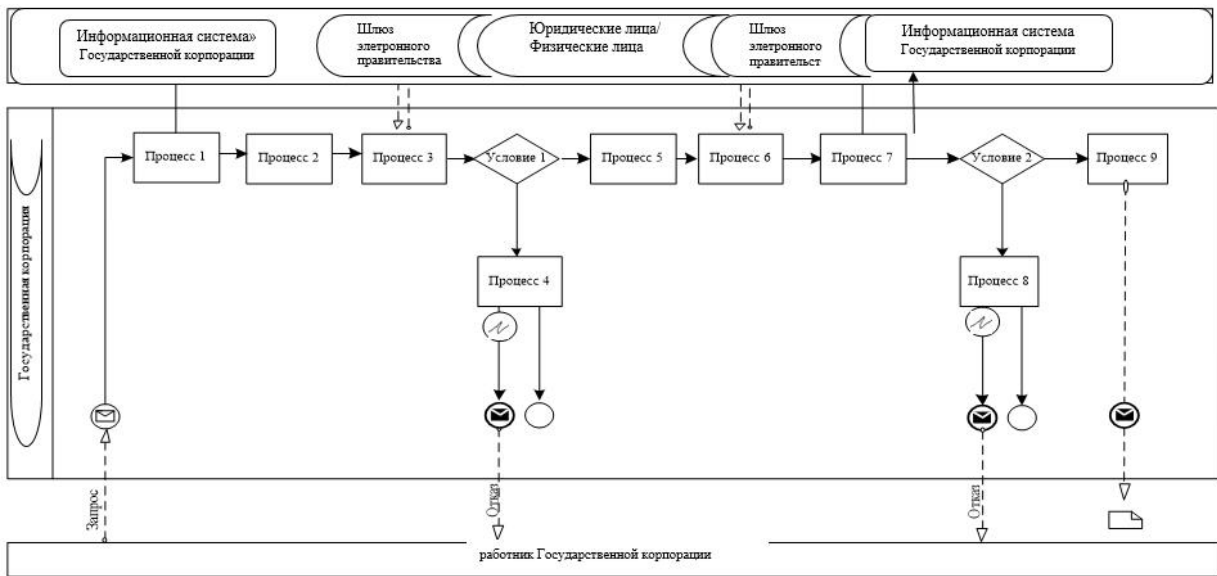 Информационная система»
Государственной корпорации
Шлюз
элетронного
правительства
Юридические лица/
Физические лица
Шлюз
элетронного
правительст
Информационная система
Государственной корпорации
Государственная корпорация
Процесс 1
Процесс 2
Процесс 3
Условие 1
Процесс 5
Процесс 6
Процесс 7
Условие 2
Процесс 9
Процесс 4
Процесс 8
Запрос
Отказ
Отказ
работник Государственной корпорации